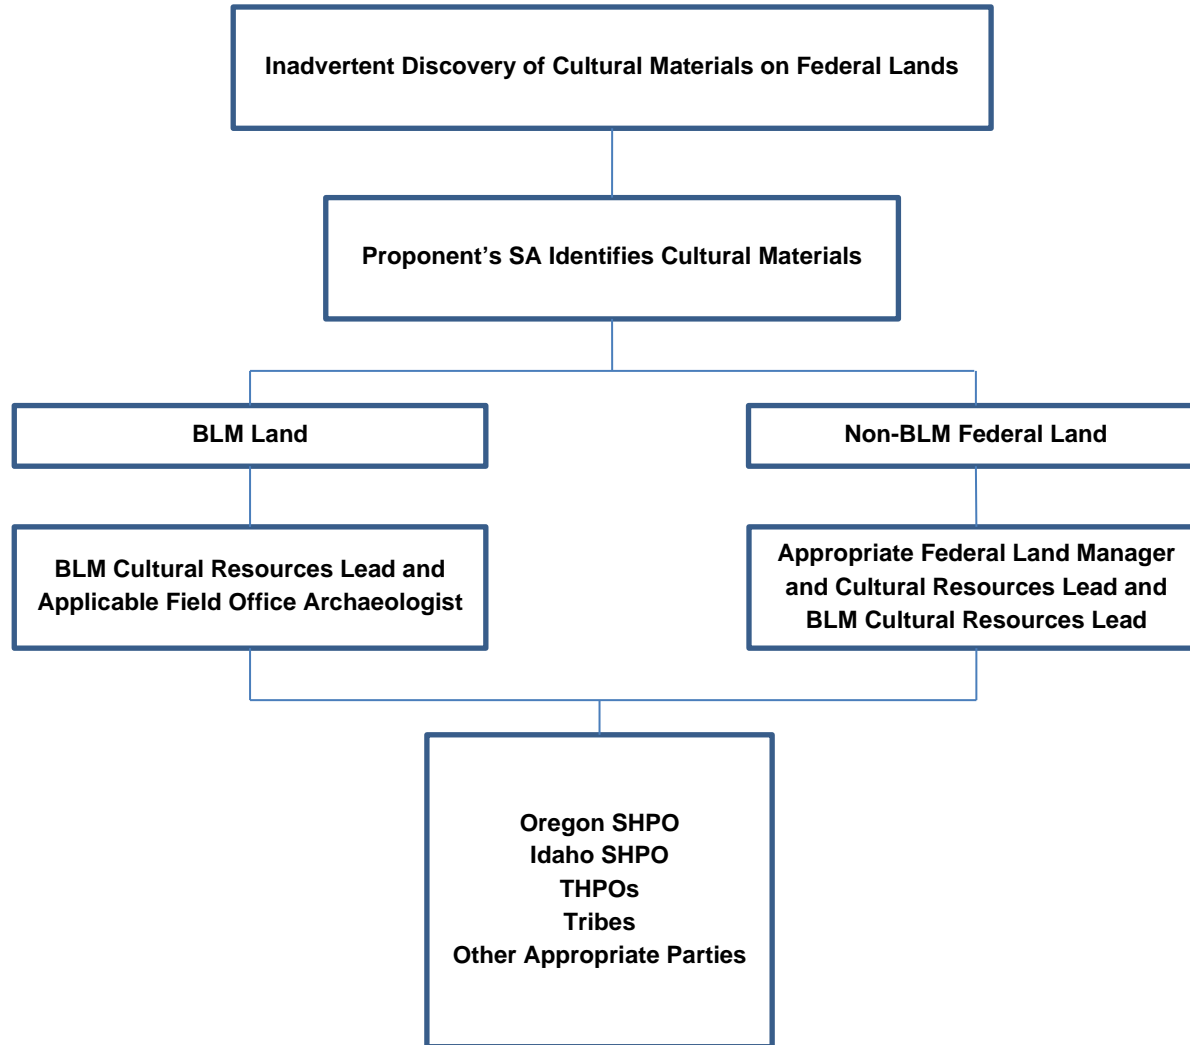 Inadvertent Discovery of Cultural Materials on Federal Lands
Proponent’s SA Identifies Cultural Materials
BLM Land
Non-BLM Federal Land
BLM Cultural Resources Lead and
Applicable Field Office Archaeologist
Appropriate Federal Land Manager
and Cultural Resources Lead and
BLM Cultural Resources Lead
Oregon SHPO
Idaho SHPO
THPOs
Tribes
Other Appropriate Parties